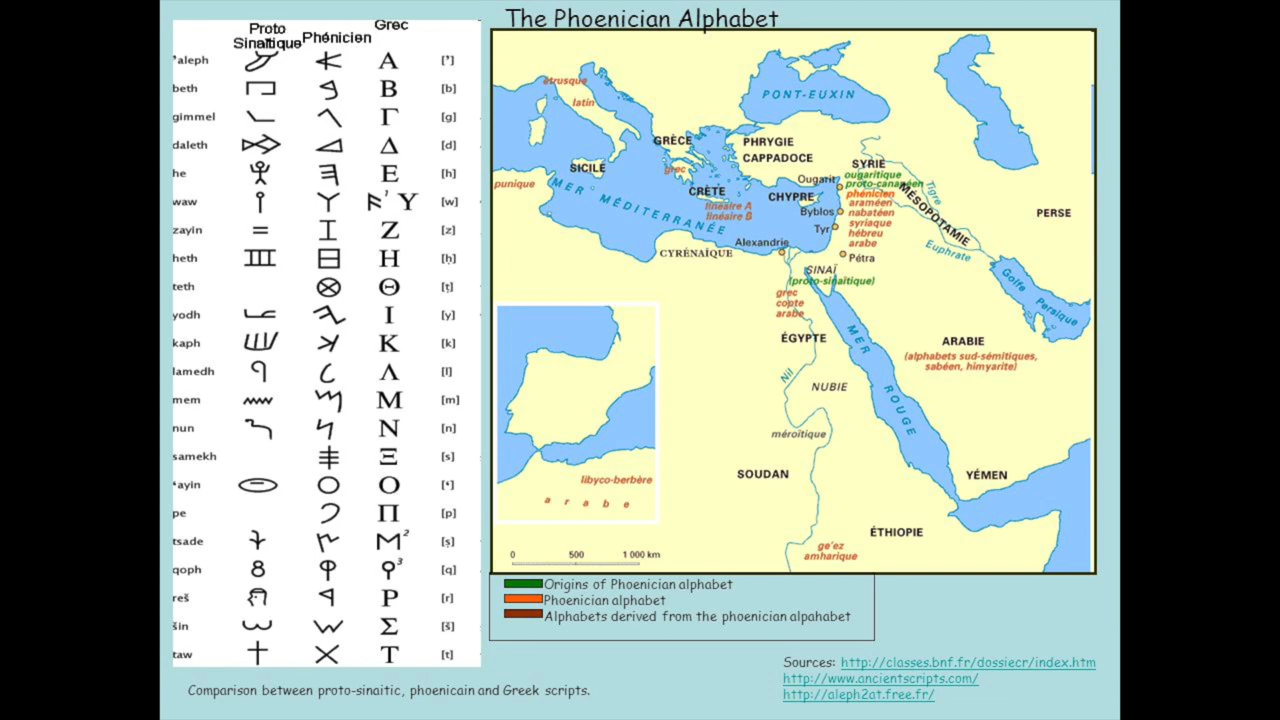 The Phoenician Alphabet
Proto Sinaïtique Phénicien Grec
'aleph Α [']
beth Β [b]
gimmel Γ [g]
daleth Δ [d]
he Ε [h]
waw Υ [w]
zayin Ζ [z]
heth Η [ḥ]
teth Θ [ṭ]
yodh Ι [y]
kaph Κ [k]
lamedh Λ [l]
mem Μ [m]
nun Ν [n]
samekh Ξ [s]
'ayin Ο [']
pe Π [p]
tsade [ṣ]
qoph [q]
reš Ρ [r]
šin Σ [š]
taw Τ [t]
Comparison between proto-sinaitic, phoenicain and Greek scripts.
étrusque
latin
PONT-EUXIN
GRÈCE
grec
PHRYGIE
CAPPADOCE
SICILE
punique
MER MÉDITERRANÉE
CRÈTE
linéaire A
linéaire B
CHYPRE
Ougarit
Byblos
Tyr
SYRIE
ougaritique
proto-cananéen
phénicien
araméen
nabatéen
syriaque
hébreu
arabe
Tigre
MÉSOPOTAMIE
Euphrate
PERSE
Alexandrie
CYRÉNAÏQUE
Pétra
SINAÏ
(proto-sinaïtique)
grec
copte
arabe
Golfe Persique
ÉGYPTE
MER ROUGE
ARABIE
(alphabets sud-sémitiques,
sabéen, himyarite)
Nil
NUBIE
méroïtique
SOUDAN
YÉMEN
ÉTHIOPIE
ge'ez
amharique
libyco-berbère
arabe
0 500 1 000 km
Origins of Phoenician alphabet
Phoenician alphabet
Alphabets derived from the phoenician alpahabet
Sources: http://classes.bnf.fr/dossiecr/index.htm
http://www.ancientscripts.com/
http://aleph2at.free.fr/